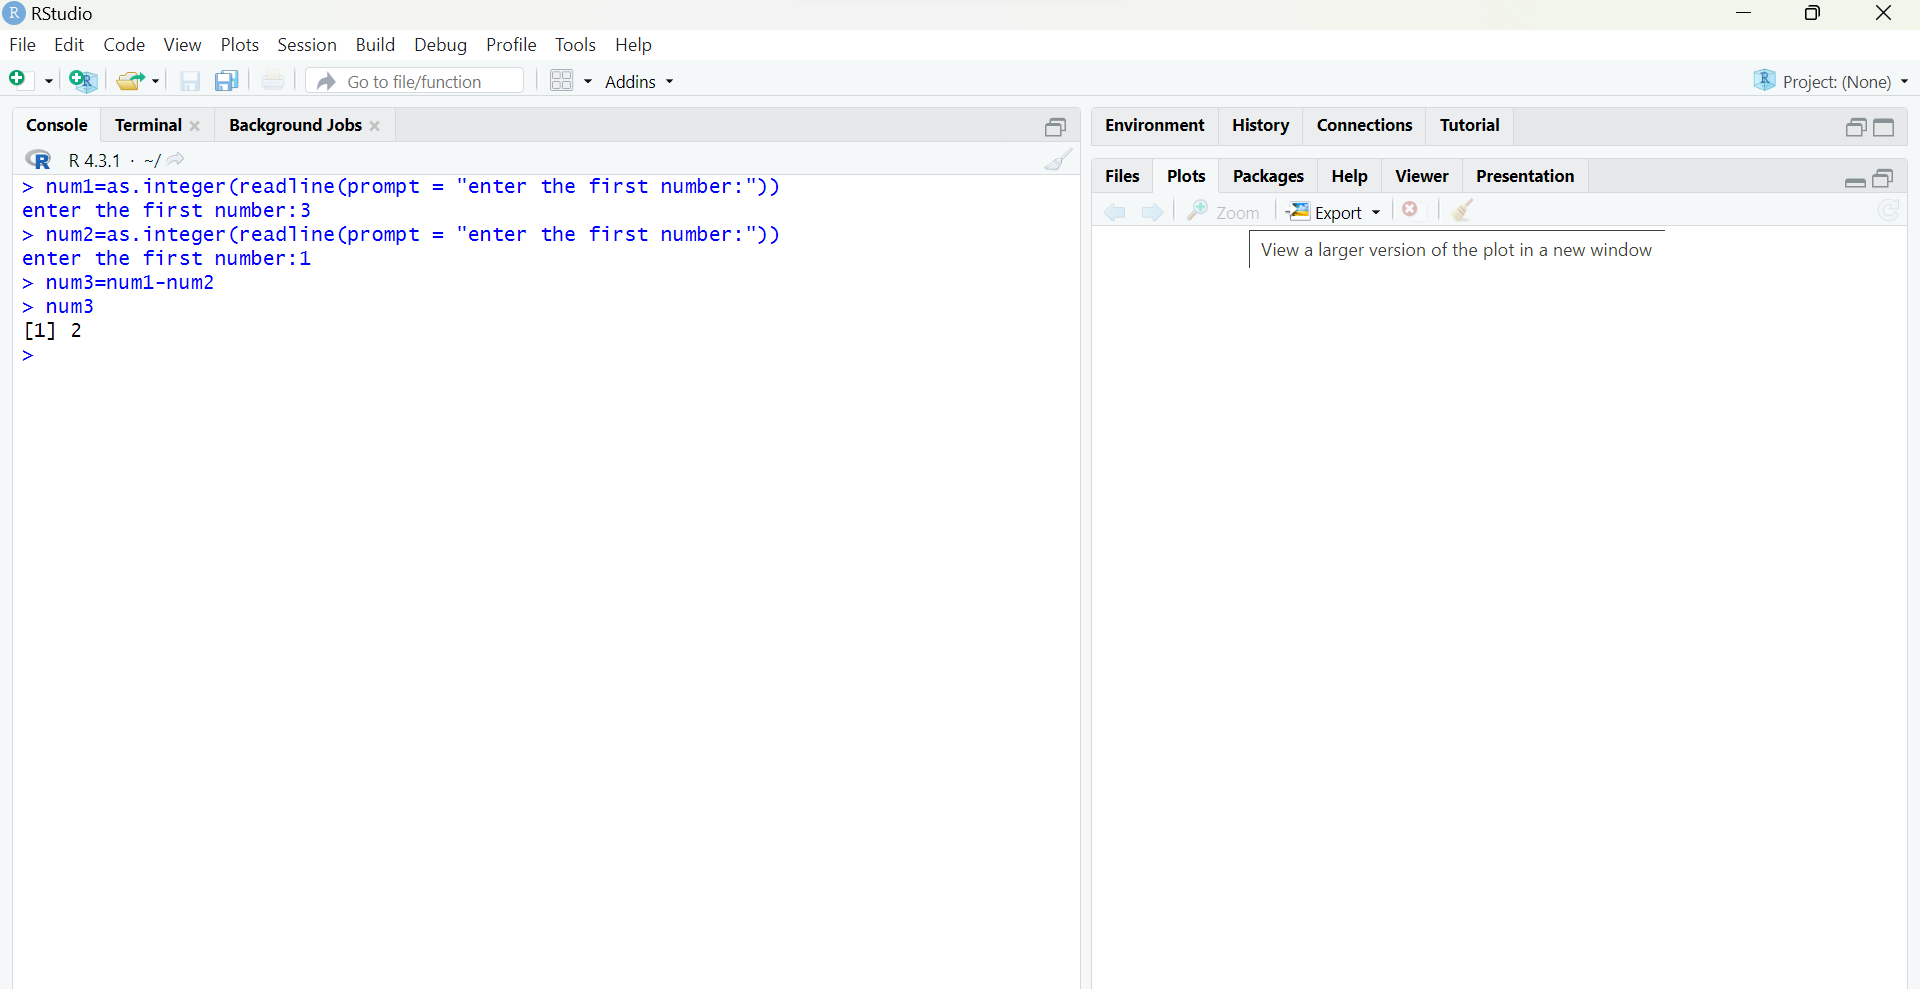 RStudio
File Edit Code View Plots Session Build Debug Profile Tools Help
R Go to file/function Addins R Project: (None)
Console Terminal Background Jobs
R R 4.3.1 · ~/
> num1=as.integer(readline(prompt = "enter the first number:"))
enter the first number:3
> num2=as.integer(readline(prompt = "enter the first number:"))
enter the first number:1
> num3=num1-num2
> num3
[1] 2
>
Environment History Connections Tutorial
Files Plots Packages Help Viewer Presentation
Zoom Export
View a larger version of the plot in a new window